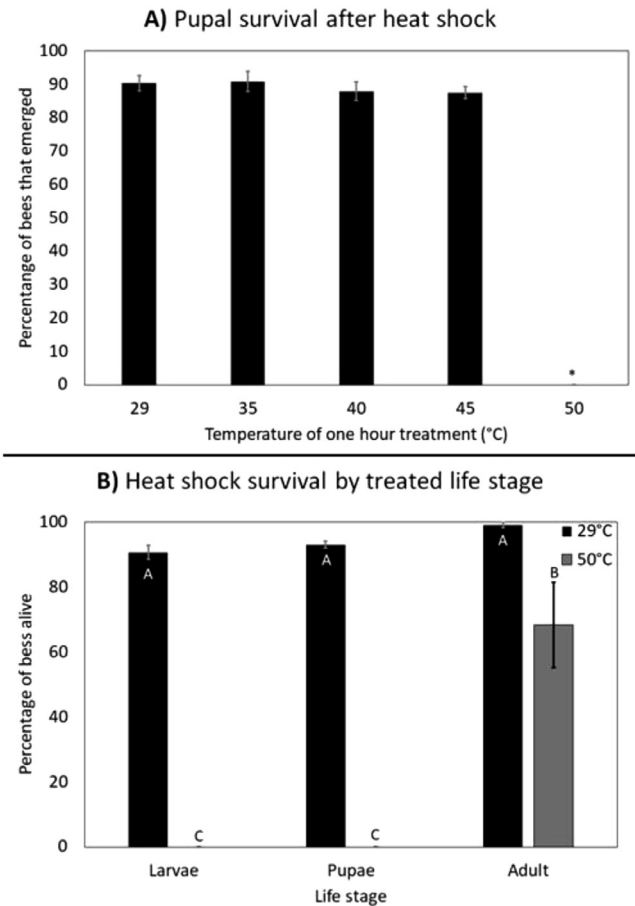 A) Pupal survival after heat shock
Percentange of bees that emerged
100
90
80
70
60
50
40
30
20
10
0
*
29 35 40 45 50
Temperature of one hour treatment (°C)
B) Heat shock survival by treated life stage
Percentage of bess alive
100
80
60
40
20
0
29°C
50°C
A A A B
C C
Larvae Pupae Adult
Life stage